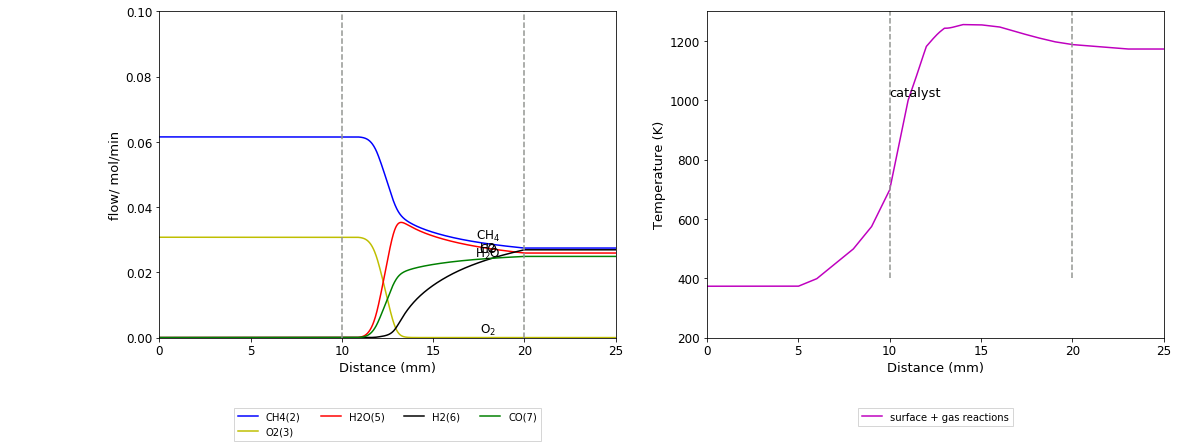 0.10
0.08
0.06
0.04
0.02
0.00
flow/ mol/min
CH4
H2O
O2
0 5 10 15 20 25
Distance (mm)
CH4(2) H2O(5) H2(6) CO(7)
O2(3)
1200
1000
800
600
400
200
Temperature (K)
catalyst
0 5 10 15 20 25
Distance (mm)
surface + gas reactions